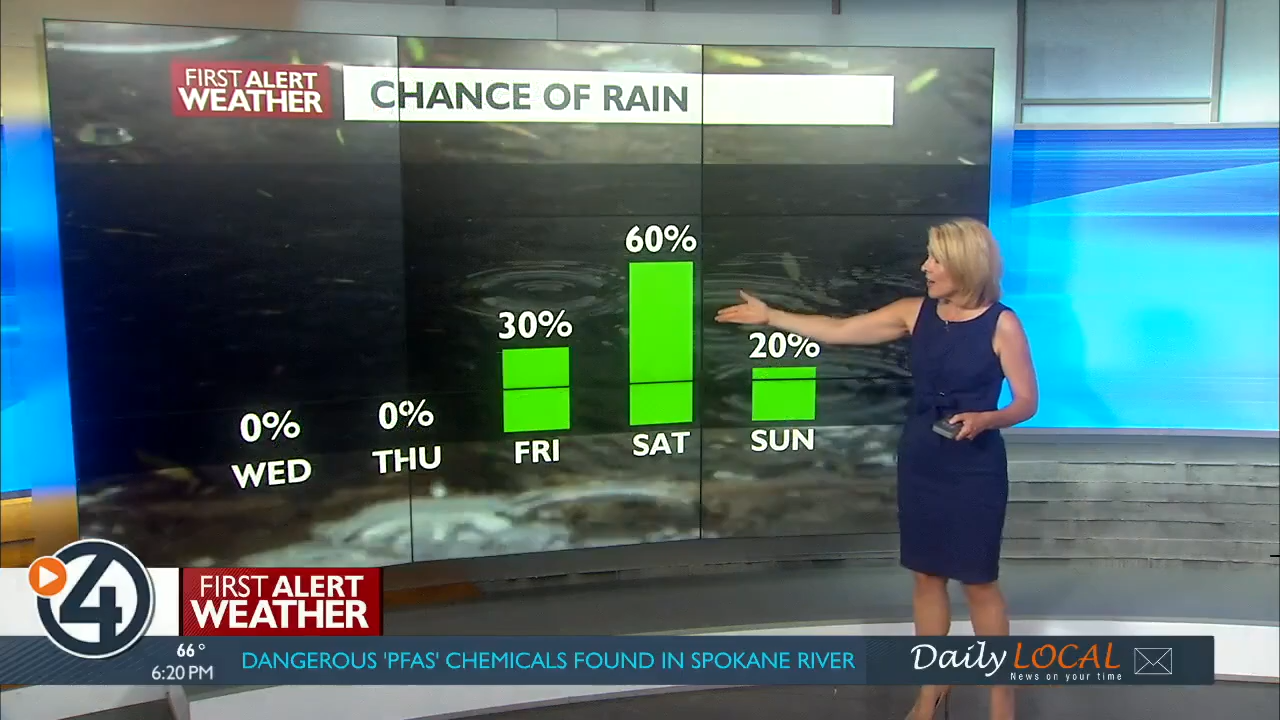 FIRST ALERT
WEATHER
CHANCE OF RAIN
60%
30%
20%
0%
0%
WED
THU
FRI
SAT
SUN
4
FIRST ALERT
WEATHER
66°
6:20 PM
DANGEROUS 'PFAS' CHEMICALS FOUND IN SPOKANE RIVER
Daily LOCAL
News on your time